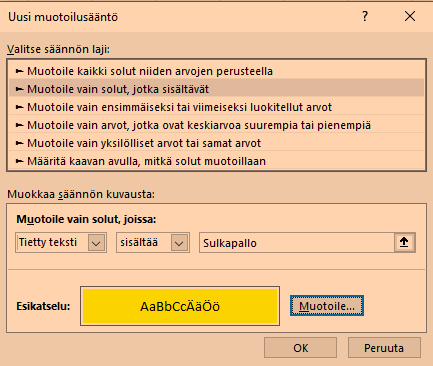 Uusi muotoilusääntö
Valitse säännön laji:
► Muotoile kaikki solut niiden arvojen perusteella
► Muotoile vain solut, jotka sisältävät
► Muotoile vain ensimmäiseksi tai viimeiseksi luokitellut arvot
► Muotoile vain arvot, jotka ovat keskiarvoa suurempia tai pienempiä
► Muotoile vain yksilölliset arvot tai samat arvot
► Määritä kaavan avulla, mitkä solut muotoillaan
Muokkaa säännön kuvausta:
Muotoile vain solut, joissa:
Tietty teksti sisältää Sulkapallo
Esikatselu: AaBbCcÄäÖö Muotoile...
OK Peruuta